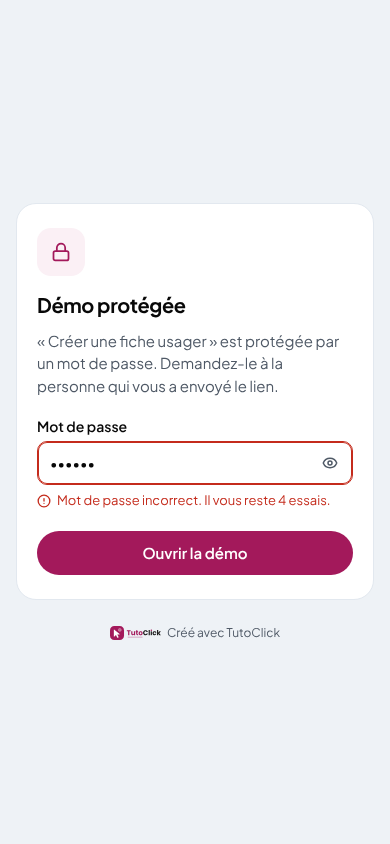 Démo protégée
« Créer une fiche usager » est protégée par
un mot de passe. Demandez-le à la
personne qui vous a envoyé le lien.
Mot de passe
••••••
Mot de passe incorrect. Il vous reste 4 essais.
Ouvrir la démo
TutoClick Créé avec TutoClick